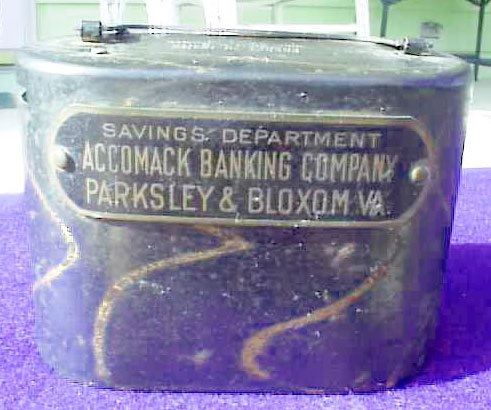 SAVINGS DEPARTMENT
ACCOMACK BANKING COMPANY
PARKSLEY & BLOXOM VA.